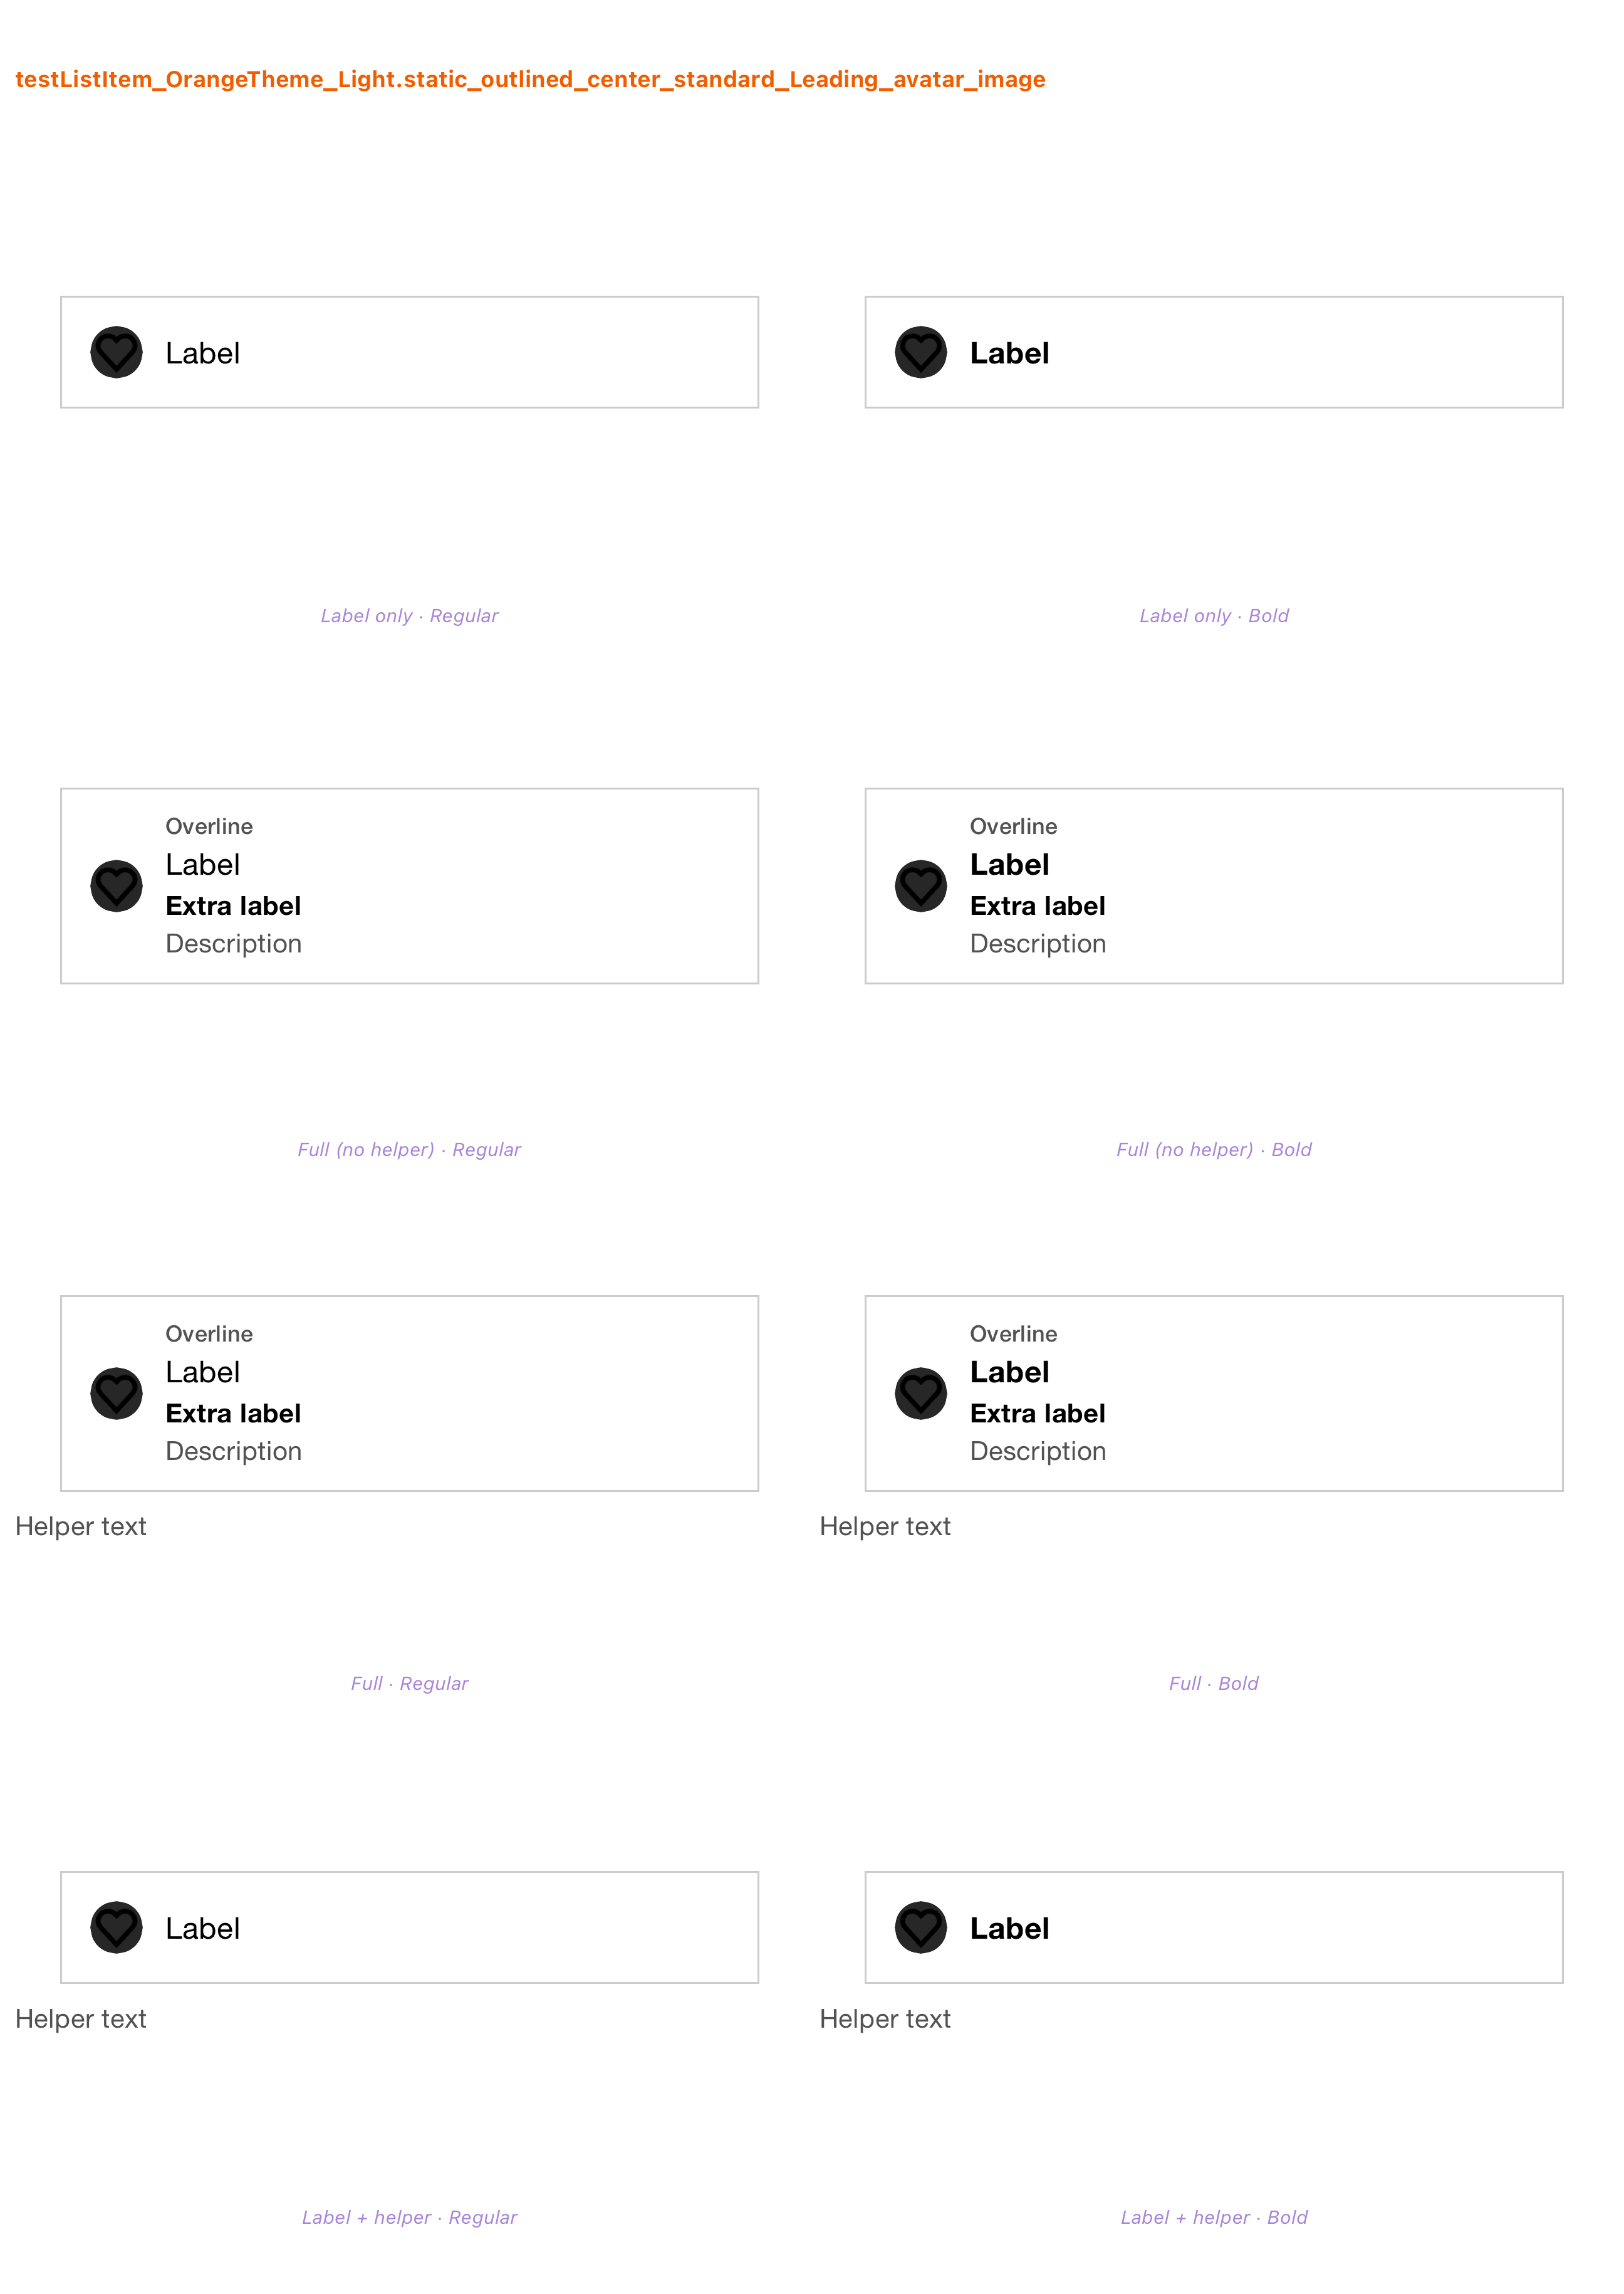 testListItem_OrangeTheme_Light.static_outlined_center_standard_Leading_avatar_image
Label
Label
Label only · Regular
Label only · Bold
Overline
Label
Extra label
Description
Overline
Label
Extra label
Description
Full (no helper) · Regular
Full (no helper) · Bold
Overline
Label
Extra label
Description
Helper text
Overline
Label
Extra label
Description
Helper text
Full · Regular
Full · Bold
Label
Helper text
Label
Helper text
Label + helper · Regular
Label + helper · Bold